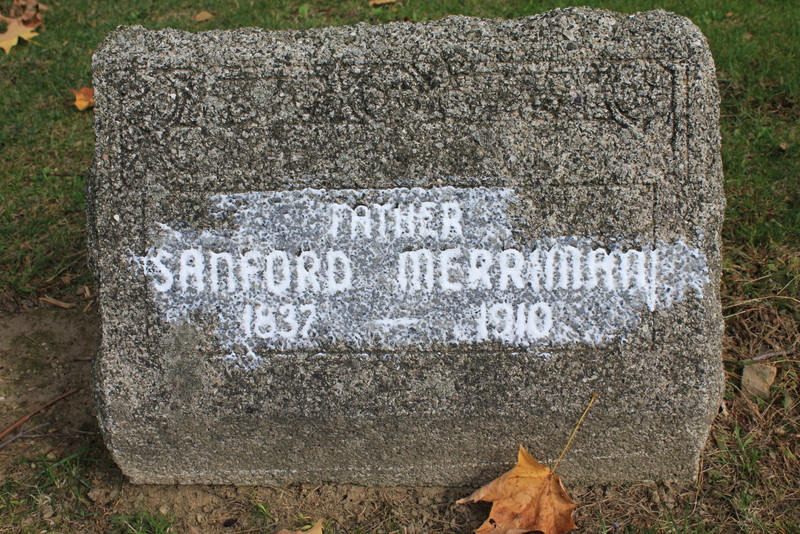 FATHER
SANFORD MERRIMAN
1837 — 1910